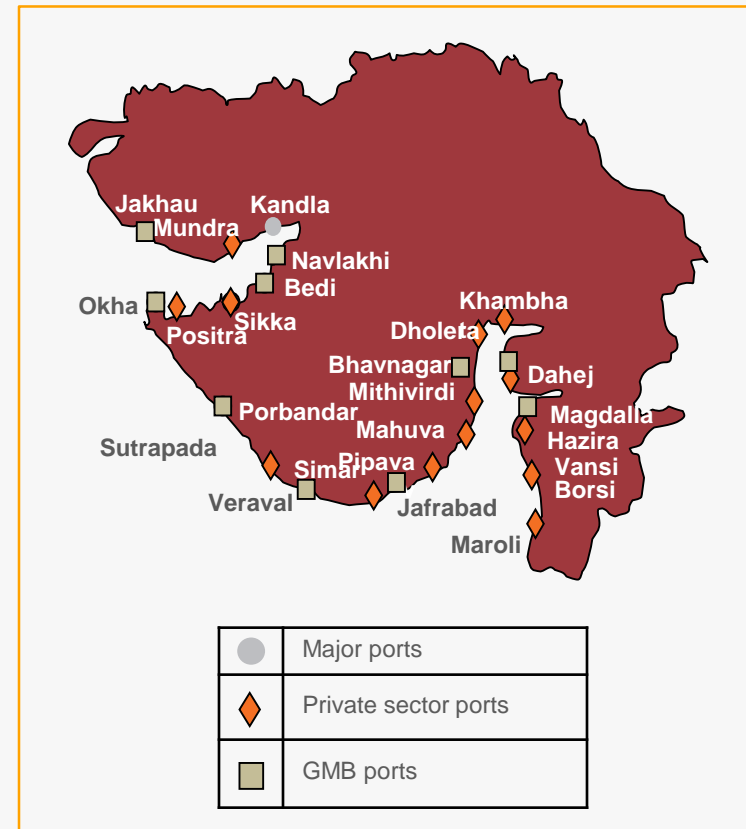 Jakhau
Kandla
Mundra
Navlakhi
Bedi
Okha
Positra
Sikka
Khambha
Dholera
Bhavnagar
Dahej
Mithivirdi
Porbandar
Magdalla
Mahuva
Hazira
Sutrapada
Simar
Pipava
Vansi
Borsi
Veraval
Jafrabad
Maroli
Major ports
Private sector ports
GMB ports